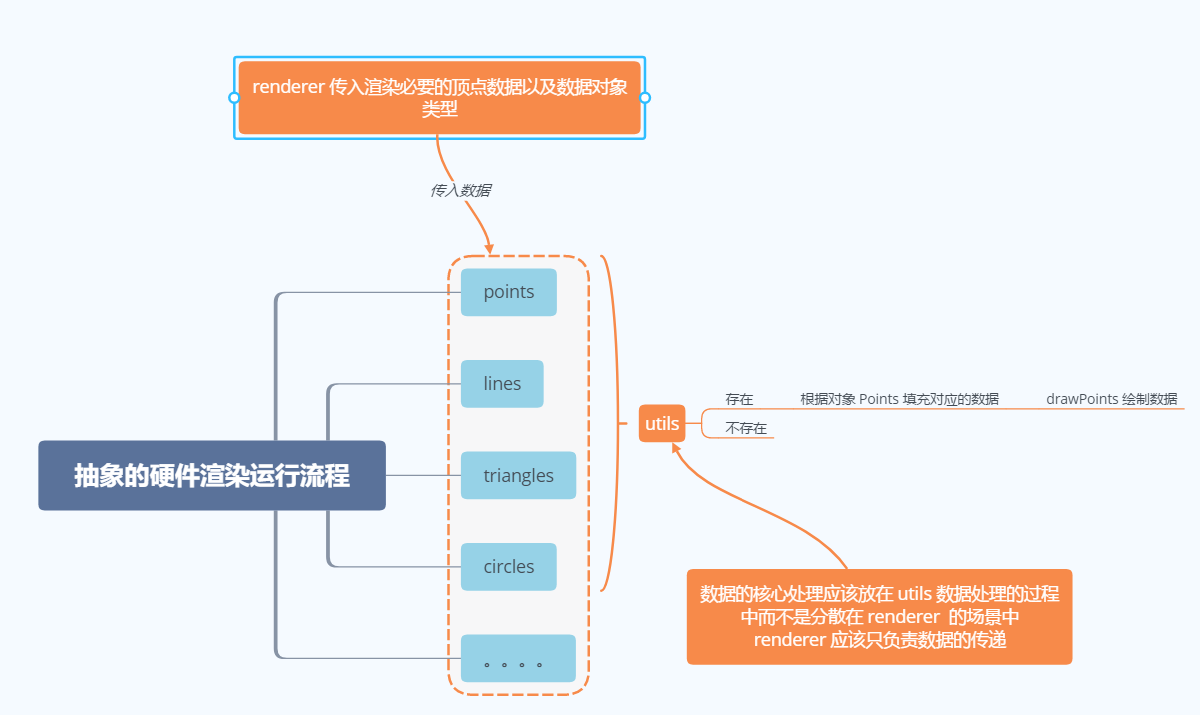 renderer 传入渲染必要的顶点数据以及数据对象
类型
传入数据
points
lines
存在
根据对象 Points 填充对应的数据
drawPoints 绘制数据
utils
不存在
抽象的硬件渲染运行流程
triangles
circles
。。。。
数据的核心处理应该放在 utils 数据处理的过程
中而不是分散在 renderer 的场景中
renderer 应该只负责数据的传递